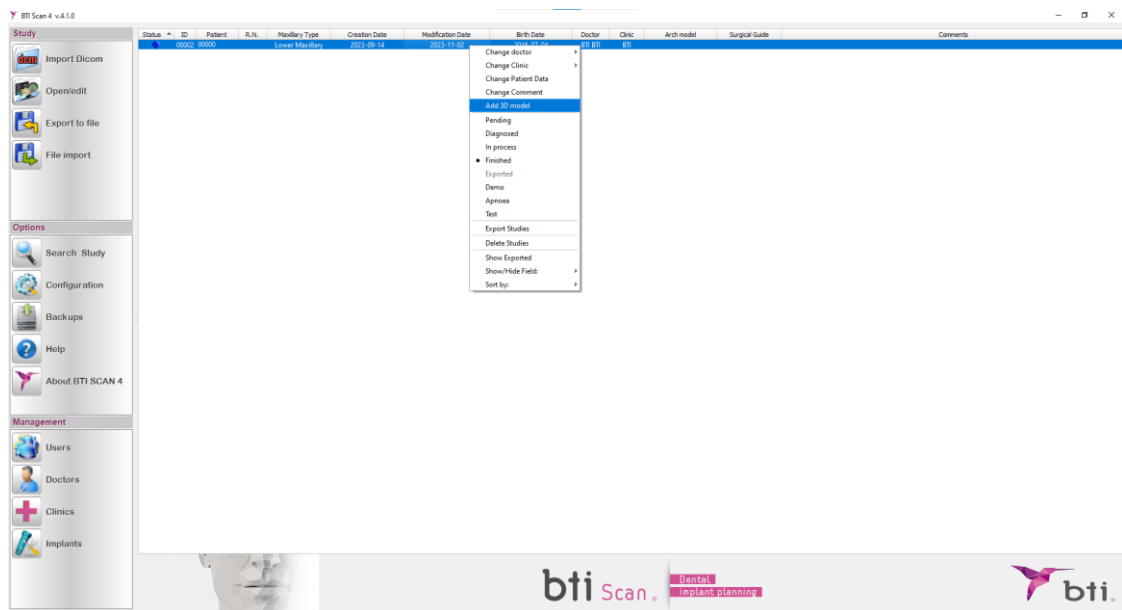 BTI Scan 4 v.4.1.0
Study
Import Dicom
Open/edit
Export to file
File import
Options
Search Study
Configuration
Backups
Help
About BTI SCAN 4
Management
Users
Doctors
Clinics
Implants
Status ID Patient R.N. Maxillary Type Creation Date Modification Date Birth Date Doctor Clinic Arch model Surgical Guide Comments
00002 00000 Lower Maxillary 2023-09-14 2023-11-02 BTI BTI BTI
Change doctor
Change Clinic
Change Patient Data
Change Comment
Add 3D model
Pending
Diagnosed
In process
Finished
Exported
Demo
Apnoea
Test
Export Studies
Delete Studies
Show Exported
Show/Hide Field:
Sort by:
bti Scan.
Dental
implant planning
bti.